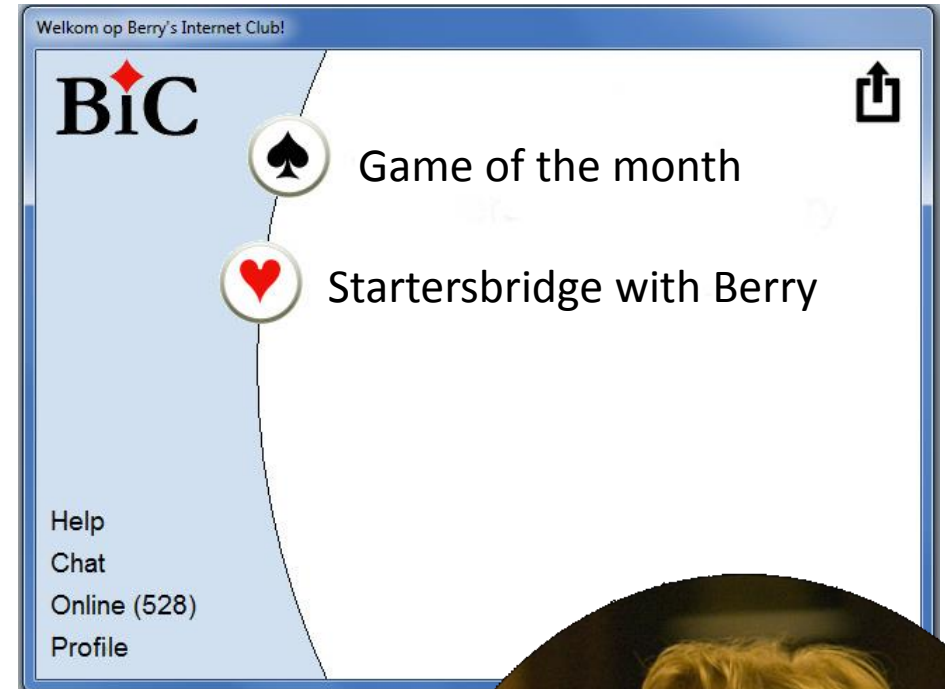 Welkom op Berry's Internet Club!
BiC
Game of the month
Startersbridge with Berry
Help
Chat
Online (528)
Profile